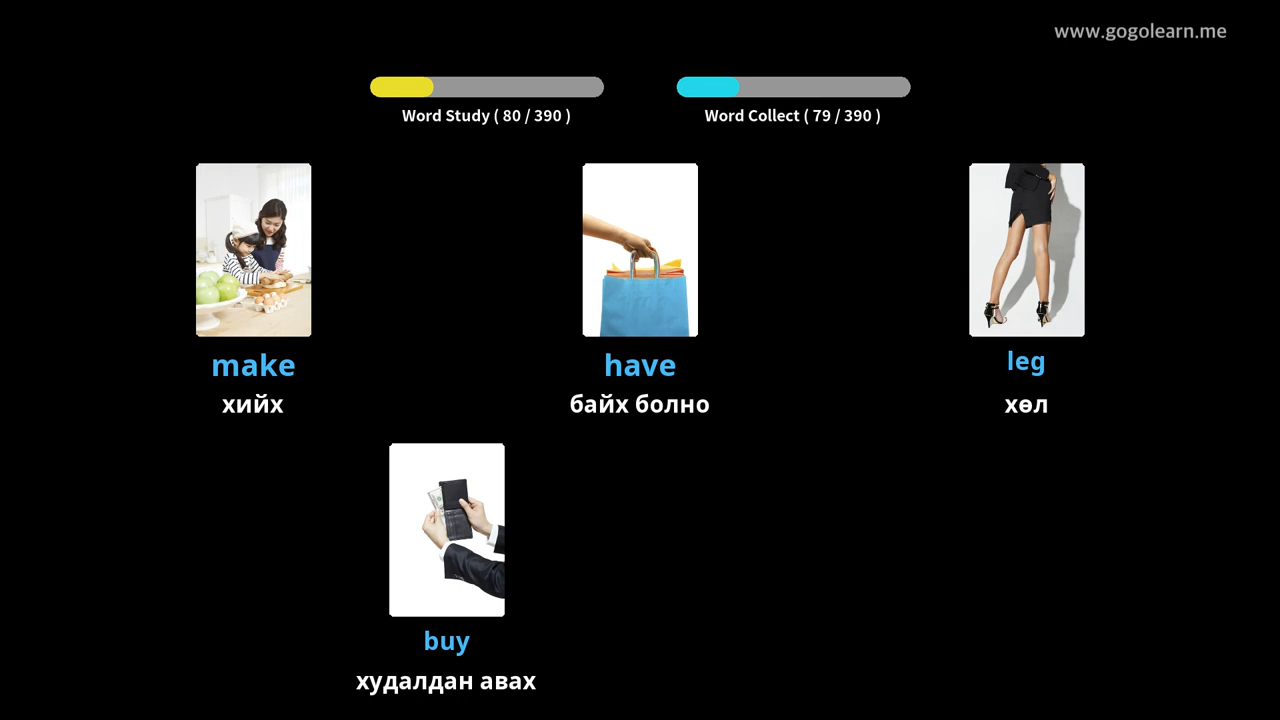 www.gogolearn.me
Word Study ( 80 / 390 )
Word Collect ( 79 / 390 )
make
хийх
have
байх болно
leg
хөл
buy
худалдан авах